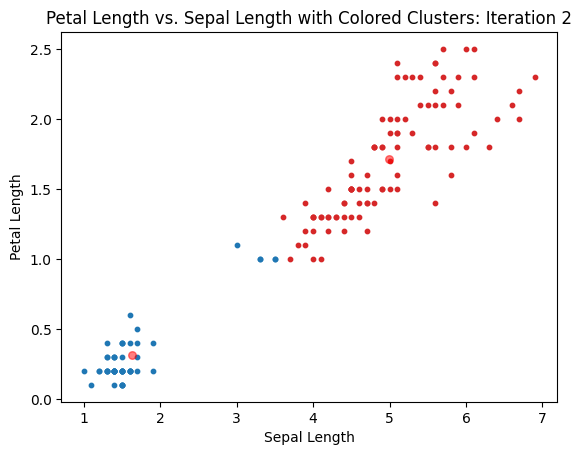 Petal Length vs. Sepal Length with Colored Clusters: Iteration 2
2.5
2.0
1.5
1.0
0.5
0.0
Petal Length
1 2 3 4 5 6 7
Sepal Length